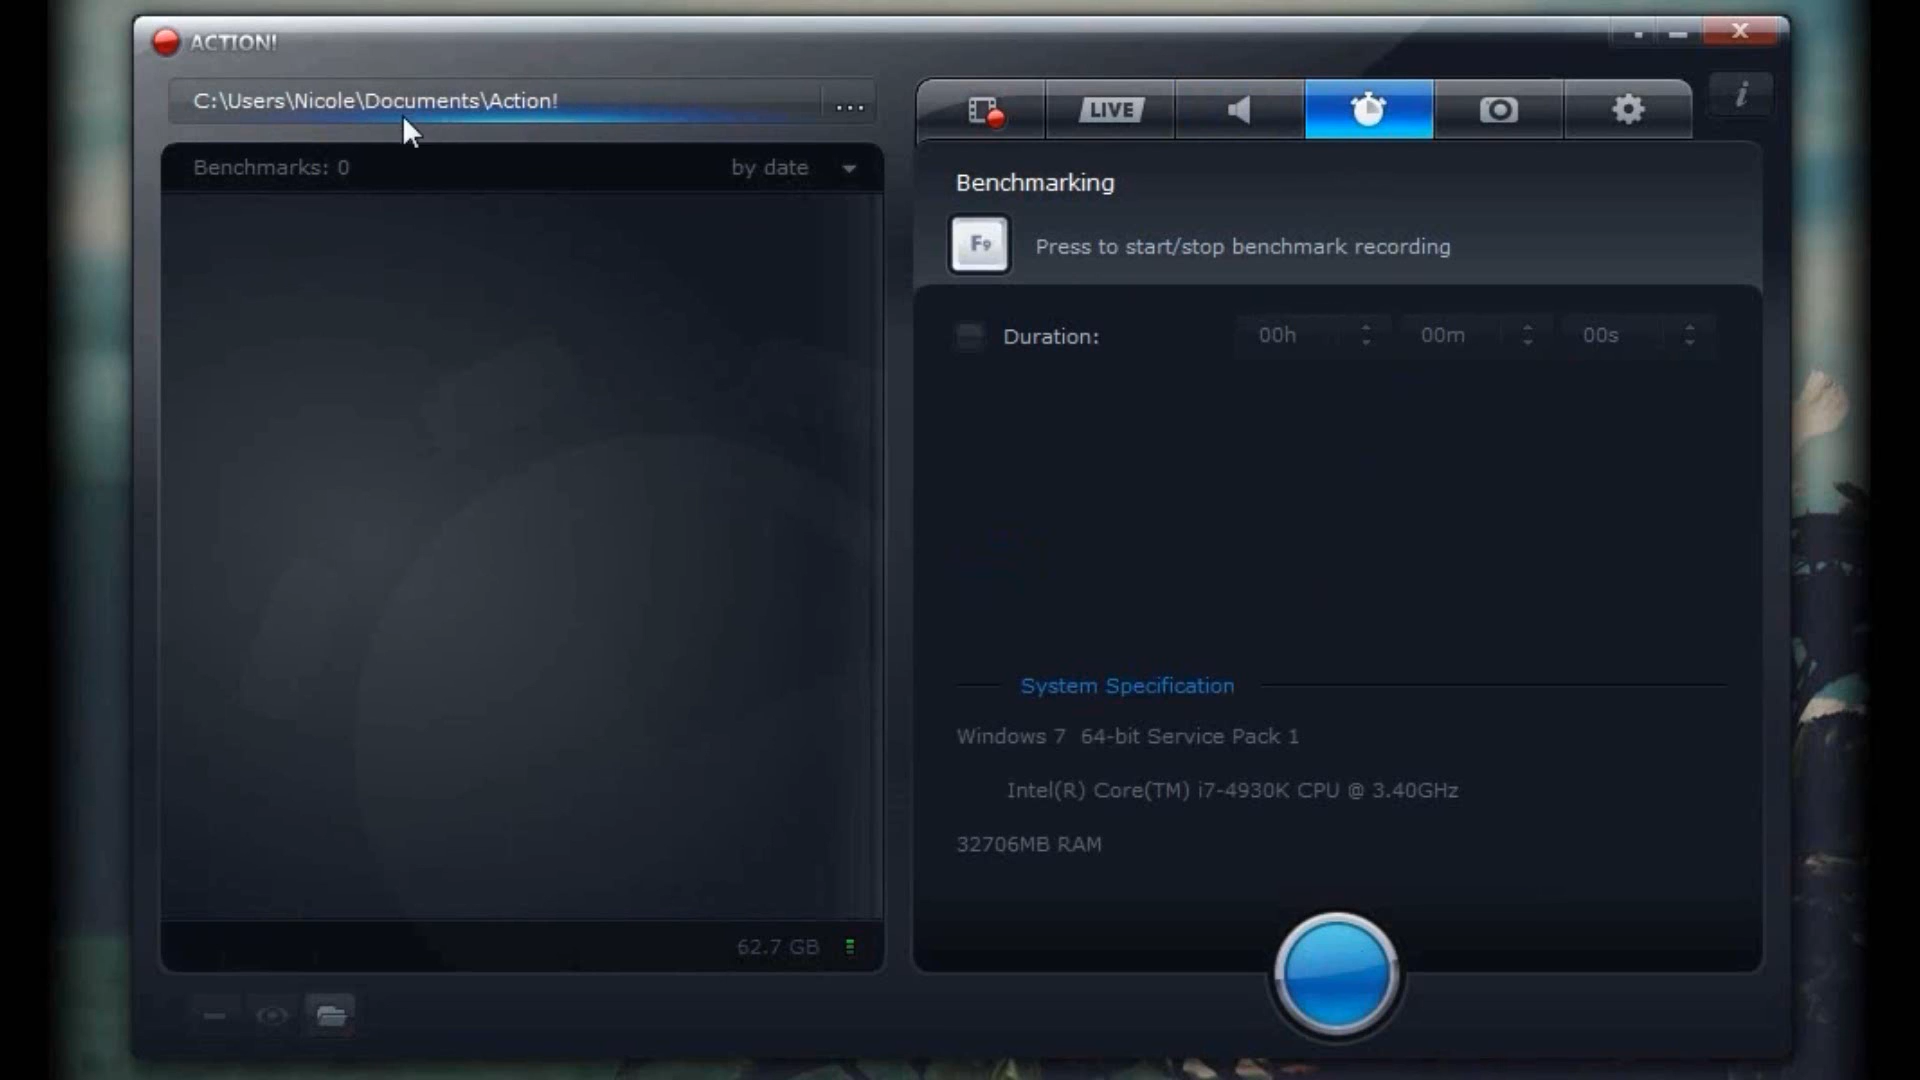 ACTION!
C:\Users\Nicole\Documents\Action!
...
LIVE
i
Benchmarks: 0
by date
Benchmarking
F9
Press to start/stop benchmark recording
Duration:
00h
00m
00s
System Specification
Windows 7 64-bit Service Pack 1
Intel(R) Core(TM) i7-4930K CPU @ 3.40GHz
32706MB RAM
62.7 GB